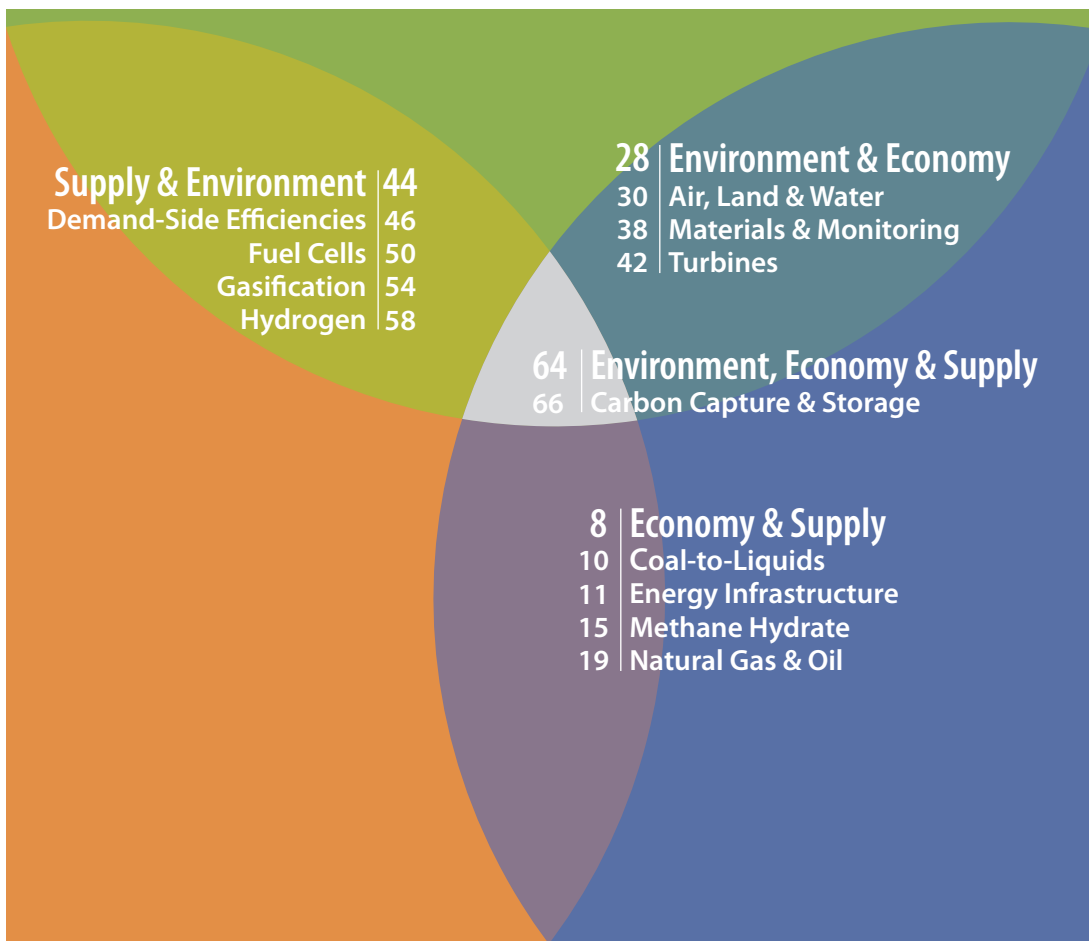 Supply & Environment 44
Demand-Side Efficiencies 46
Fuel Cells 50
Gasification 54
Hydrogen 58
28 Environment & Economy
30 Air, Land & Water
38 Materials & Monitoring
42 Turbines
64 Environment, Economy & Supply
66 Carbon Capture & Storage
8 Economy & Supply
10 Coal-to-Liquids
11 Energy Infrastructure
15 Methane Hydrate
19 Natural Gas & Oil